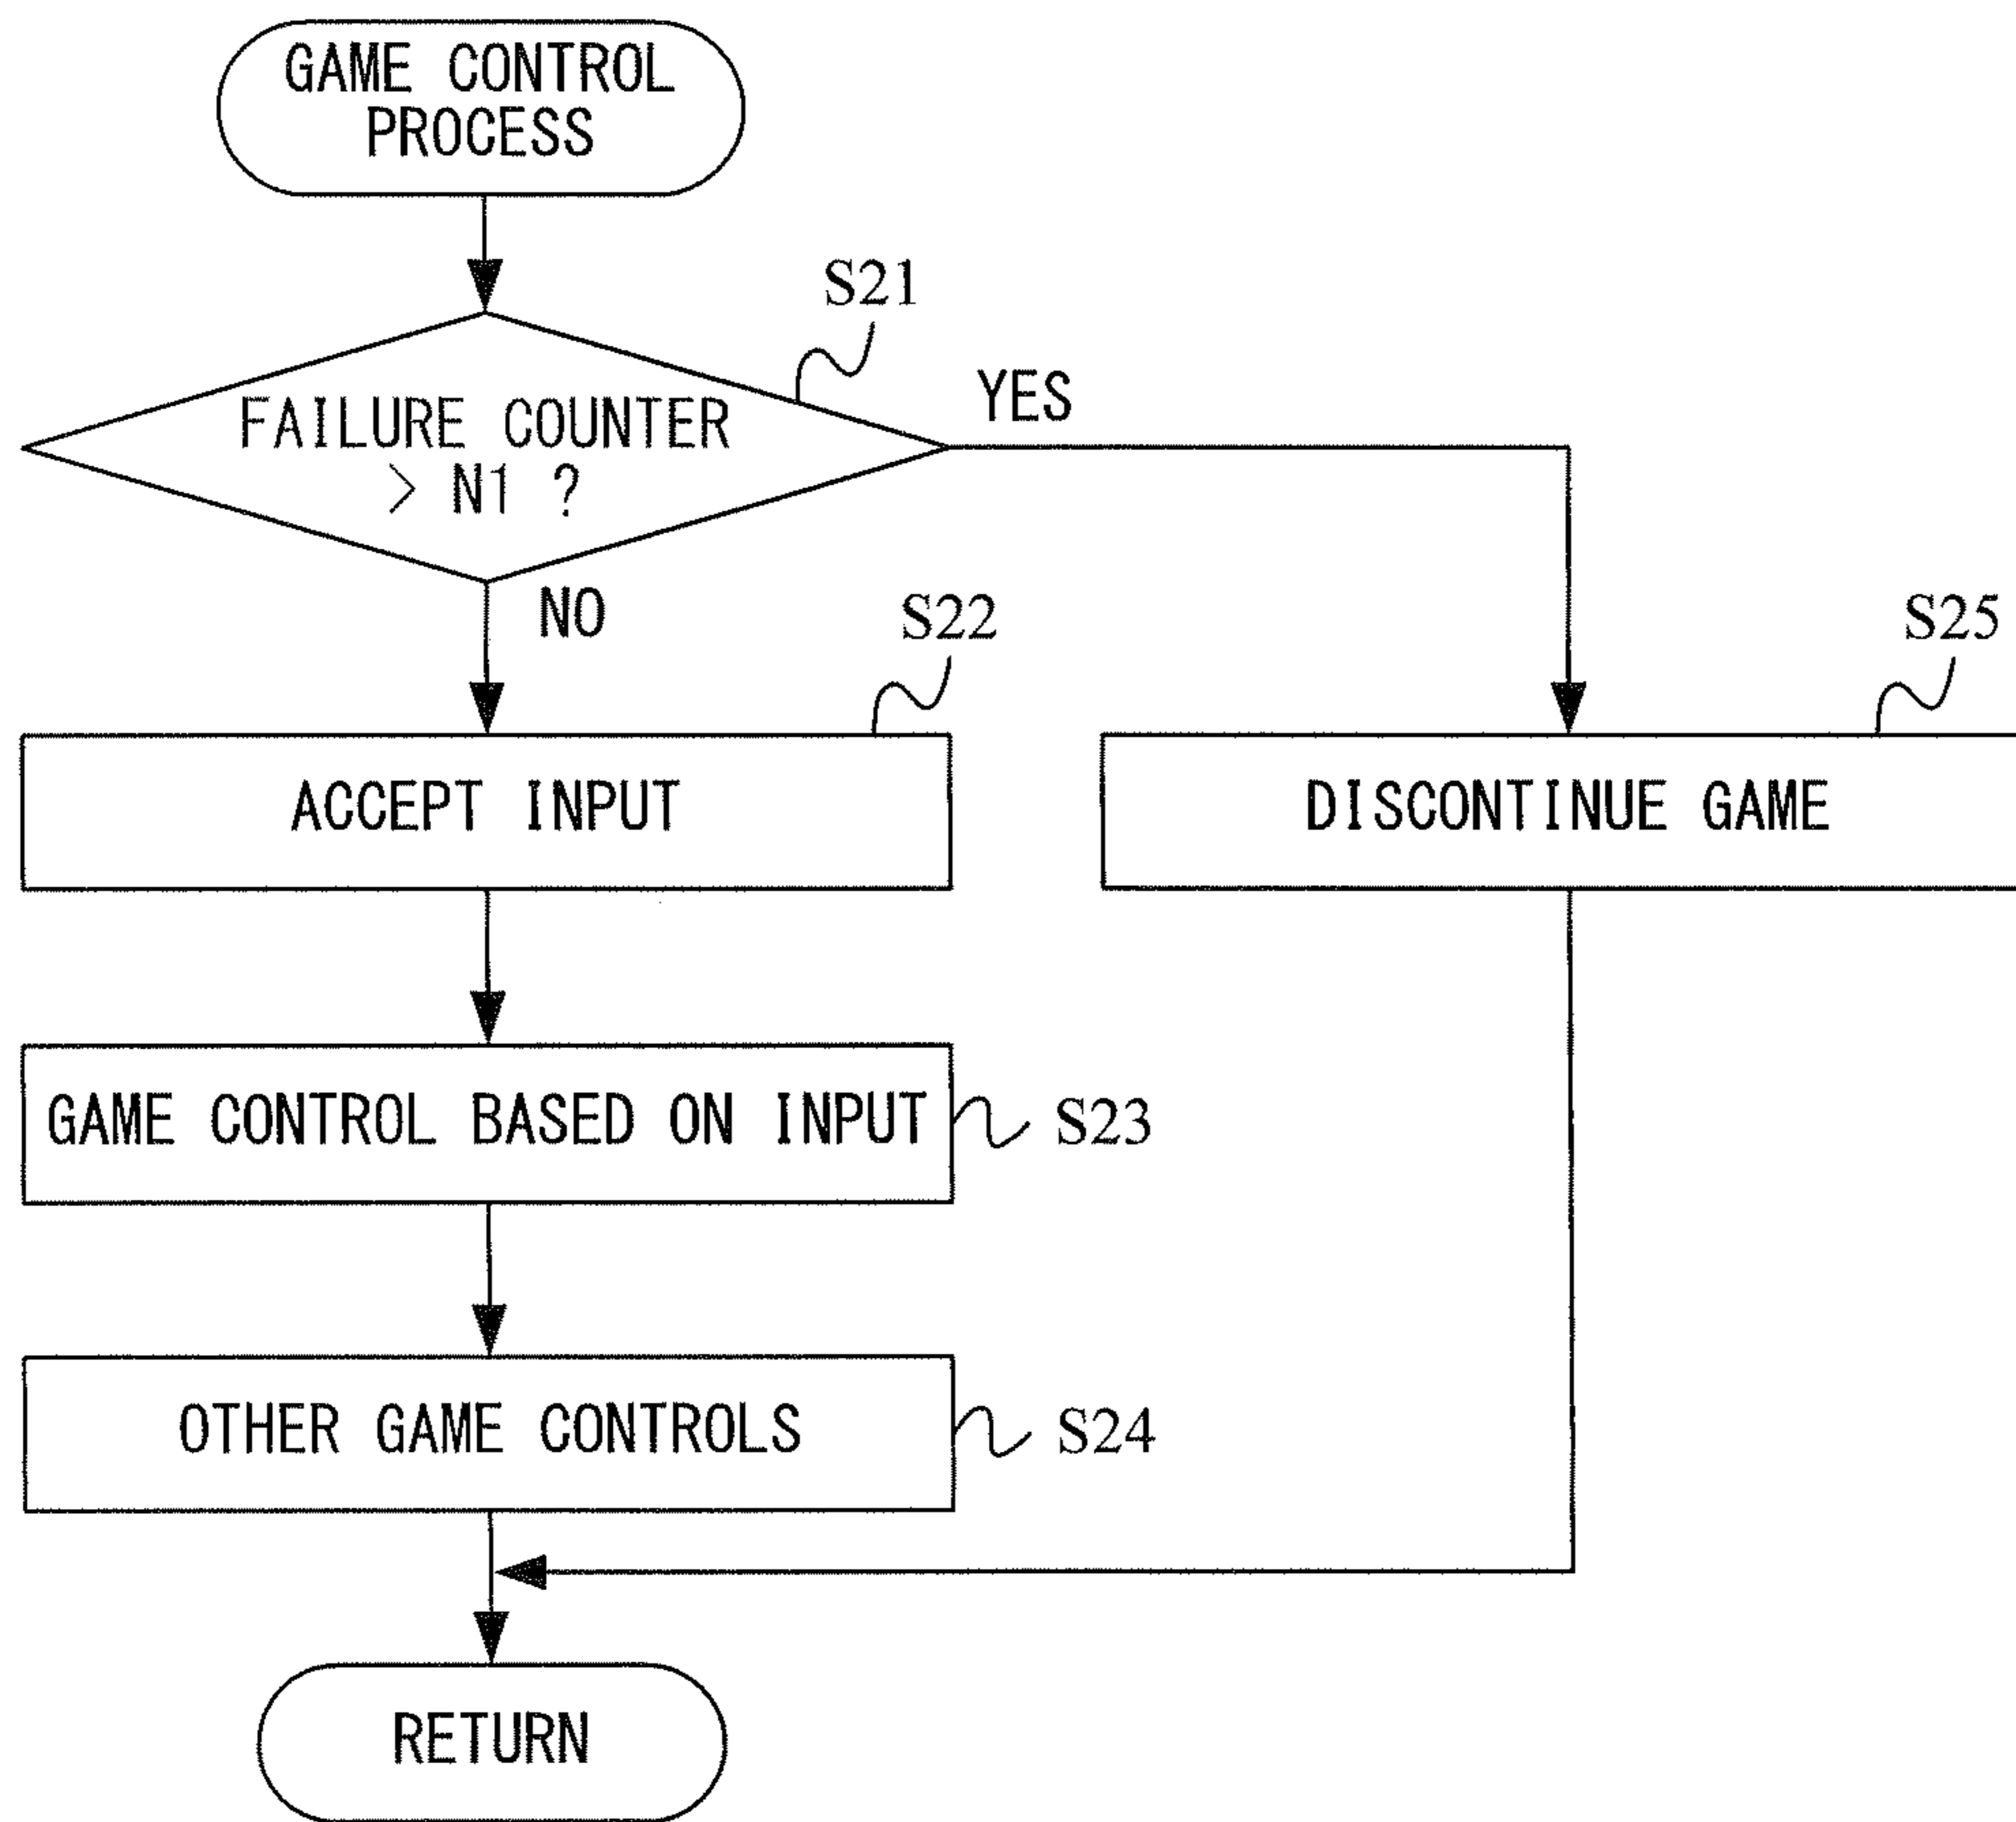 GAME CONTROL
PROCESS
S21
FAILURE COUNTER
> N1 ?
YES
NO
S22
S25
ACCEPT INPUT
DISCONTINUE GAME
GAME CONTROL BASED ON INPUT
S23
OTHER GAME CONTROLS
S24
RETURN